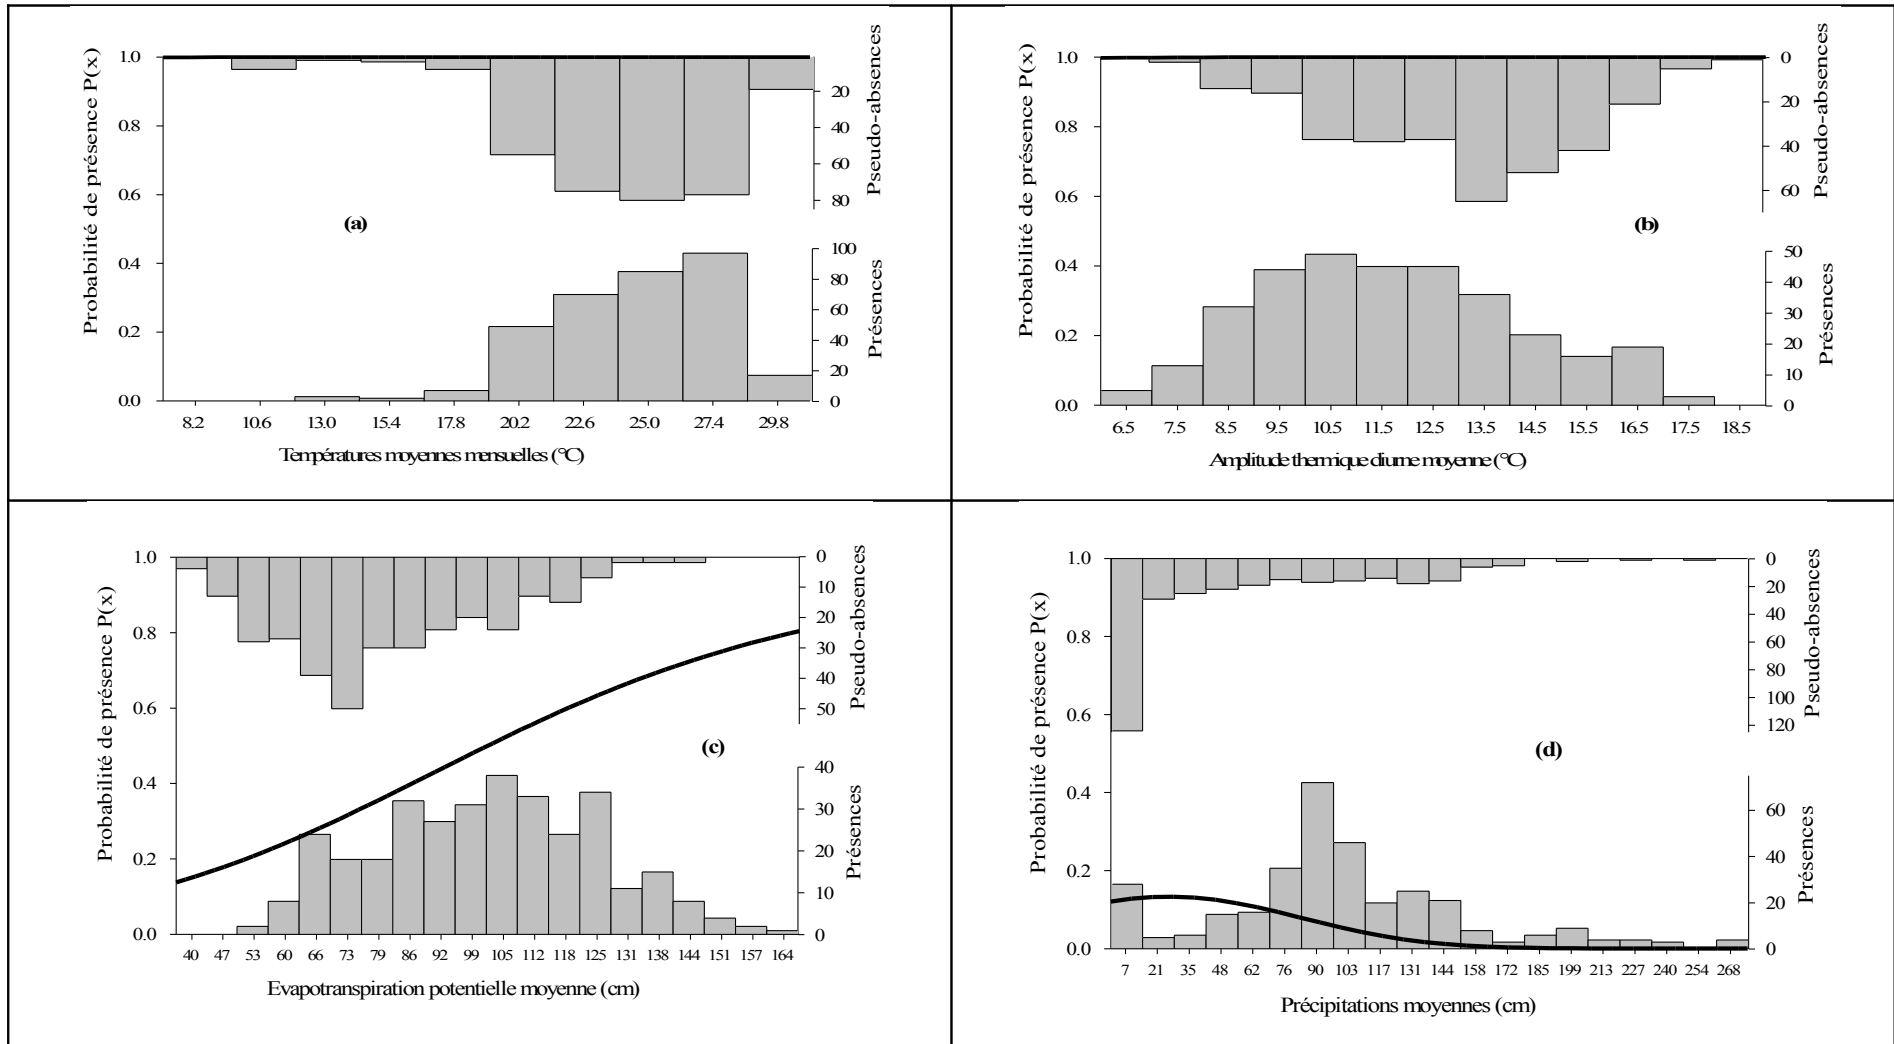 Probabilité de présence P(x)
1.0
0.8
0.6
0.4
0.2
0.0
Pseudo-absences
20
40
60
80
Présences
100
80
60
40
20
0
(a)
8.2 10.6 13.0 15.4 17.8 20.2 22.6 25.0 27.4 29.8
Températures moyennes mensuelles (°C)
Probabilité de présence P(x)
1.0
0.8
0.6
0.4
0.2
0.0
Pseudo-absences
0
20
40
60
Présences
50
40
30
20
10
0
(b)
6.5 7.5 8.5 9.5 10.5 11.5 12.5 13.5 14.5 15.5 16.5 17.5 18.5
Amplitude thermique diurne moyenne (°C)
Probabilité de présence P(x)
1.0
0.8
0.6
0.4
0.2
0.0
Pseudo-absences
0
10
20
30
40
50
Présences
40
30
20
10
0
(c)
40 47 53 60 66 73 79 86 92 99 105 112 118 125 131 138 144 151 157 164
Evapotranspiration potentielle moyenne (cm)
Probabilité de présence P(x)
1.0
0.8
0.6
0.4
0.2
0.0
Pseudo-absences
0
20
40
60
80
100
120
Présences
60
40
20
0
(d)
7 21 35 48 62 76 90 103 117 131 144 158 172 185 199 213 227 240 254 268
Précipitations moyennes (cm)